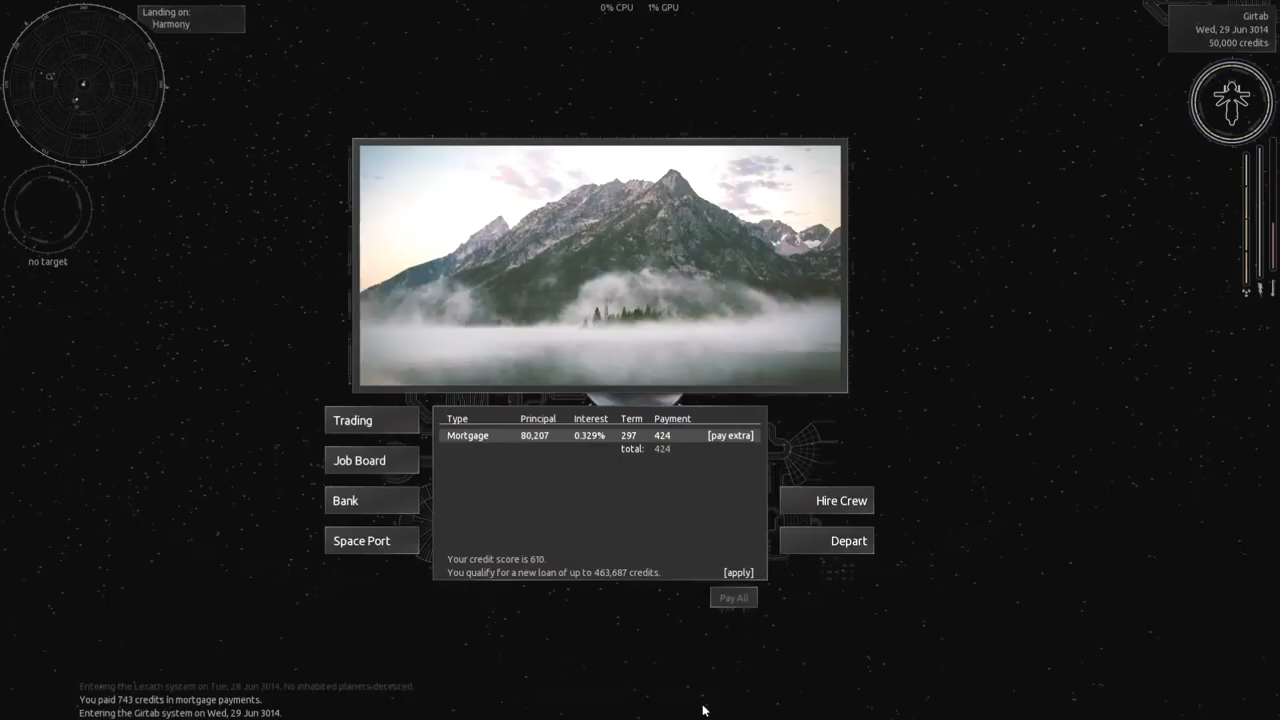 Landing on:
Harmony
0% CPU 1% GPU
Girtab
Wed, 29 Jun 3014
50,000 credits
no target
Trading
Job Board
Bank
Space Port
Type Principal Interest Term Payment
Mortgage 80,207 0.329% 297 424 [pay extra]
total: 424
Your credit score is 610.
You qualify for a new loan of up to 463,687 credits. [apply]
Pay All
Hire Crew
Depart
Entering the Lesath system on Tue, 28 Jun 3014. No inhabited planets detected.
You paid 743 credits in mortgage payments.
Entering the Girtab system on Wed, 29 Jun 3014.